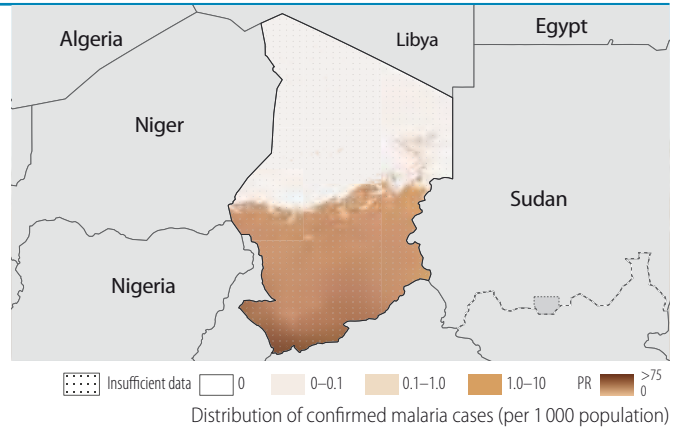 Algeria
Libya
Egypt
Niger
Sudan
Nigeria
Insufficient data 0 0–0.1 0.1–1.0 1.0–10 PR >75
0
Distribution of confirmed malaria cases (per 1 000 population)